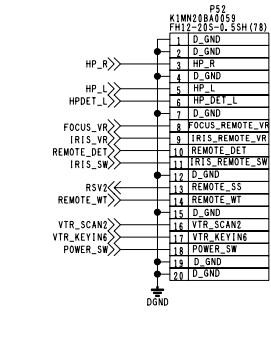 P52
K1MN20BA0059
FH12-20S-0.5SH(78)
1 D_GND
2 D_GND
HP_R 3 HP_R
4 D_GND
HP_L 5 HP_L
HPDET_L 6 HP_DET_L
7 D_GND
FOCUS_VR 8 FOCUS_REMOTE_VR
IRIS_VR 9 IRIS_REMOTE_VR
REMOTE_DET 10 REMOTE_DET
IRIS_SW 11 IRIS_REMOTE_SW
12 D_GND
RSV2 13 REMOTE_SS
REMOTE_WT 14 REMOTE_WT
15 D_GND
VTR_SCAN2 16 VTR_SCAN2
VTR_KEYIN6 17 VTR_KEYIN6
POWER_SW 18 POWER_SW
19 D_GND
20 D_GND
DGND